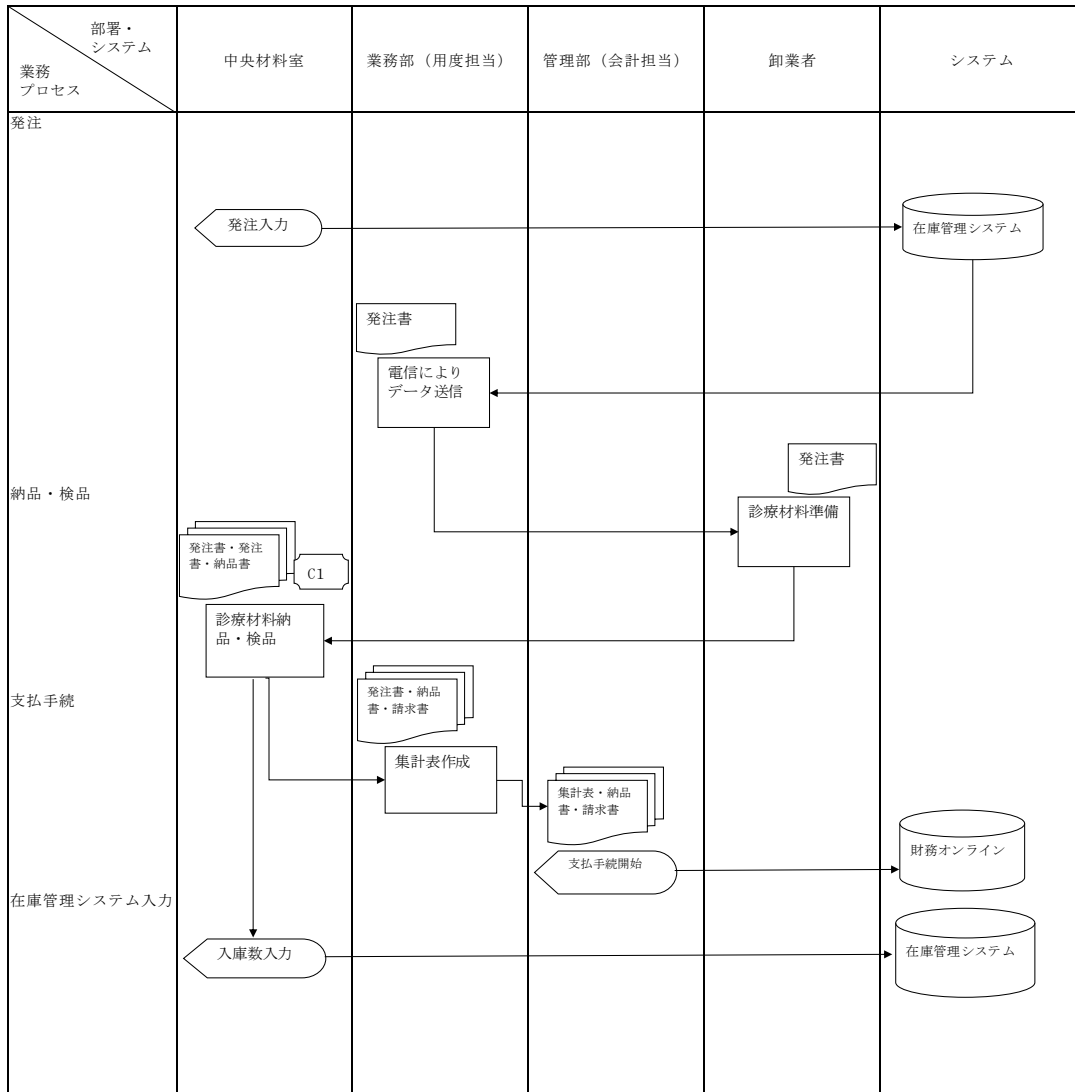 部署・
システム
業務
プロセス
中央材料室
業務部（用度担当）
管理部（会計担当）
卸業者
システム
発注
発注入力
在庫管理システム
発注書
電信により
データ送信
発注書
納品・検品
診療材料準備
発注書・発注
書・納品書
C1
診療材料納
品・検品
支払手続
発注書・納品
書・請求書
集計表作成
集計表・納品
書・請求書
財務オンライン
支払手続開始
在庫管理システム入力
入庫数入力
在庫管理システム